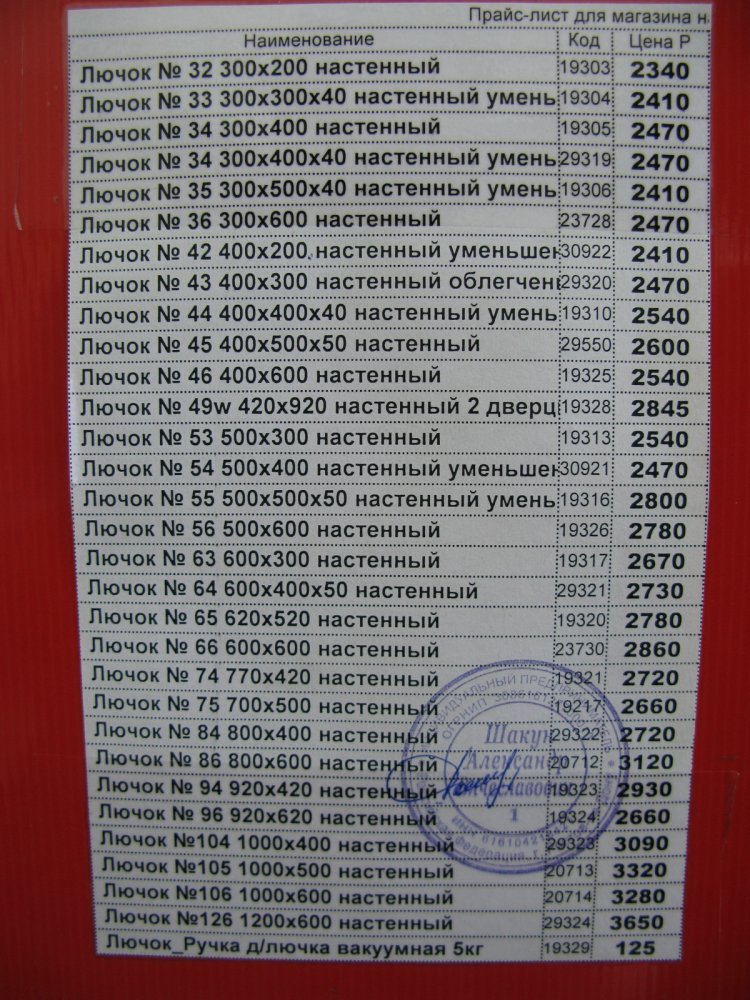 Прайс-лист для магазина н
Наименование Код Цена Р
Лючок № 32 300х200 настенный 19303 2340
Лючок № 33 300х300х40 настенный умень 19304 2410
Лючок № 34 300х400 настенный 19305 2470
Лючок № 34 300х400х40 настенный умень 29319 2470
Лючок № 35 300х500х40 настенный умень 19306 2410
Лючок № 36 300х600 настенный 23728 2470
Лючок № 42 400х200 настенный уменьшен 30922 2410
Лючок № 43 400х300 настенный облегчен 29320 2470
Лючок № 44 400х400х40 настенный умень 19310 2540
Лючок № 45 400х500х50 настенный 29550 2600
Лючок № 46 400х600 настенный 19325 2540
Лючок № 49w 420х920 настенный 2 дверц 19328 2845
Лючок № 53 500х300 настенный 19313 2540
Лючок № 54 500х400 настенный уменьшен 30921 2470
Лючок № 55 500х500х50 настенный умень 19316 2800
Лючок № 56 500х600 настенный 19326 2780
Лючок № 63 600х300 настенный 19317 2670
Лючок № 64 600х400х50 настенный 29321 2730
Лючок № 65 620х520 настенный 19320 2780
Лючок № 66 600х600 настенный 23730 2860
Лючок № 74 770х420 настенный 19321 2720
Лючок № 75 700х500 настенный 19217 2660
Лючок № 84 800х400 настенный 29322 2720
Лючок № 86 800х600 настенный 20712 3120
Лючок № 94 920х420 настенный 19323 2930
Лючок № 96 920х620 настенный 19324 2660
Лючок №104 1000х400 настенный 29323 3090
Лючок №105 1000х500 настенный 20713 3320
Лючок №106 1000х600 настенный 20714 3280
Лючок №126 1200х600 настенный 29324 3650
Лючок_Ручка д/лючка вакуумная 5кг 19329 125
Шакун
Александр
1